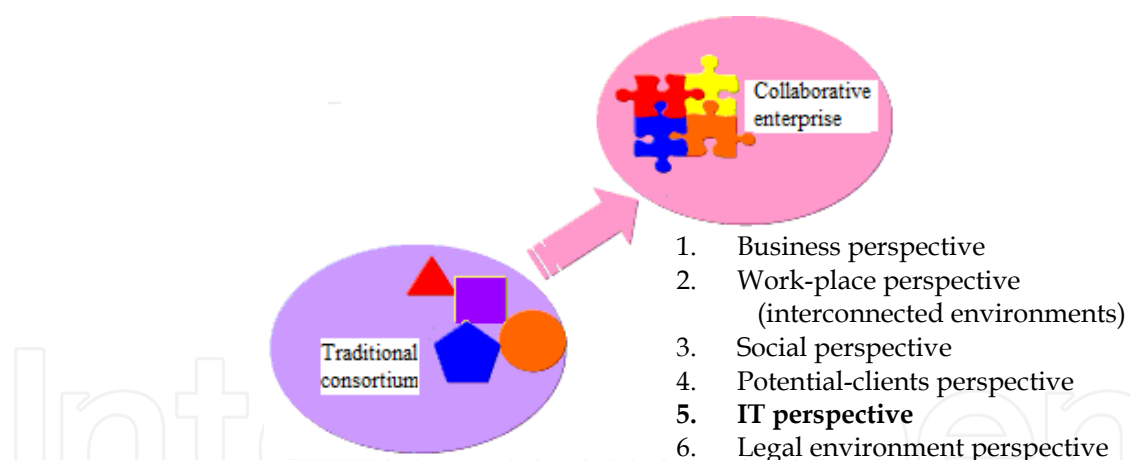 Collaborative
enterprise
Traditional
consortium
1. Business perspective
2. Work-place perspective
(interconnected environments)
3. Social perspective
4. Potential-clients perspective
5. IT perspective
6. Legal environment perspective